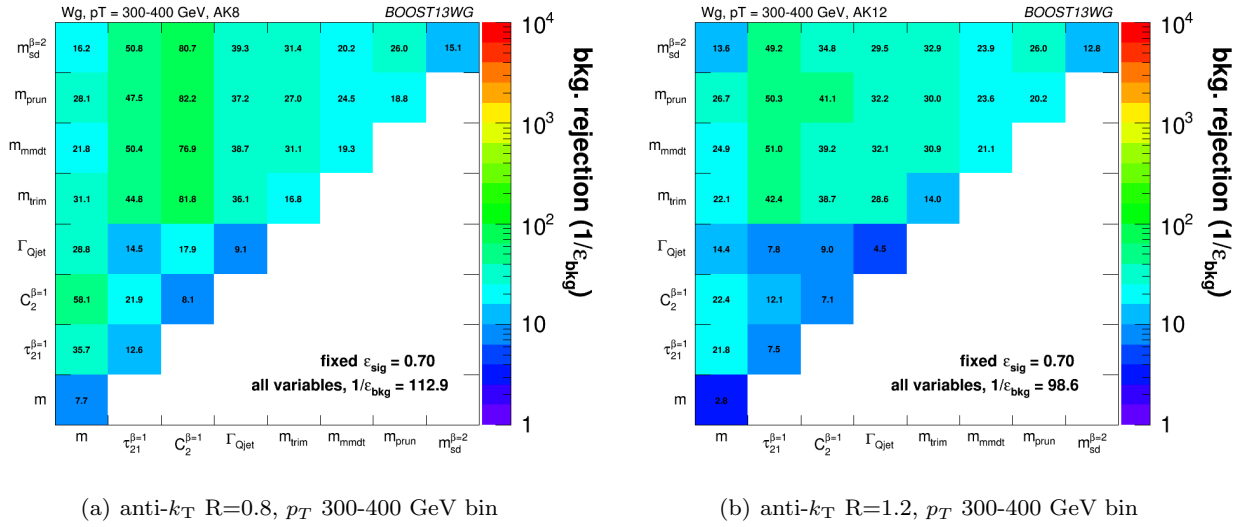 Wg, pT = 300-400 GeV, AK8 BOOST13WG
m_sd^β=2 16.2 50.8 80.7 39.3 31.4 20.2 26.0 15.1
m_prun 28.1 47.5 82.2 37.2 27.0 24.5 18.8
m_mmdt 21.8 50.4 76.9 38.7 31.1 19.3
m_trim 31.1 44.8 81.8 36.1 16.8
Γ_Qjet 28.8 14.5 17.9 9.1
C_2^β=1 58.1 21.9 8.1
τ_21^β=1 35.7 12.6
m 7.7
fixed ε_sig = 0.70
all variables, 1/ε_bkg = 112.9
m τ_21^β=1 C_2^β=1 Γ_Qjet m_trim m_mmdt m_prun m_sd^β=2
10^4
10^3
10^2
10
1
bkg. rejection (1/ε_bkg)
(a) anti-k_T R=0.8, p_T 300-400 GeV bin
Wg, pT = 300-400 GeV, AK12 BOOST13WG
m_sd^β=2 13.6 49.2 34.8 29.5 32.9 23.9 26.0 12.8
m_prun 26.7 50.3 41.1 32.2 30.0 23.6 20.2
m_mmdt 24.9 51.0 39.2 32.1 30.9 21.1
m_trim 22.1 42.4 38.7 28.6 14.0
Γ_Qjet 14.4 7.8 9.0 4.5
C_2^β=1 22.4 12.1 7.1
τ_21^β=1 21.8 7.5
m 2.8
fixed ε_sig = 0.70
all variables, 1/ε_bkg = 98.6
m τ_21^β=1 C_2^β=1 Γ_Qjet m_trim m_mmdt m_prun m_sd^β=2
10^4
10^3
10^2
10
1
bkg. rejection (1/ε_bkg)
(b) anti-k_T R=1.2, p_T 300-400 GeV bin